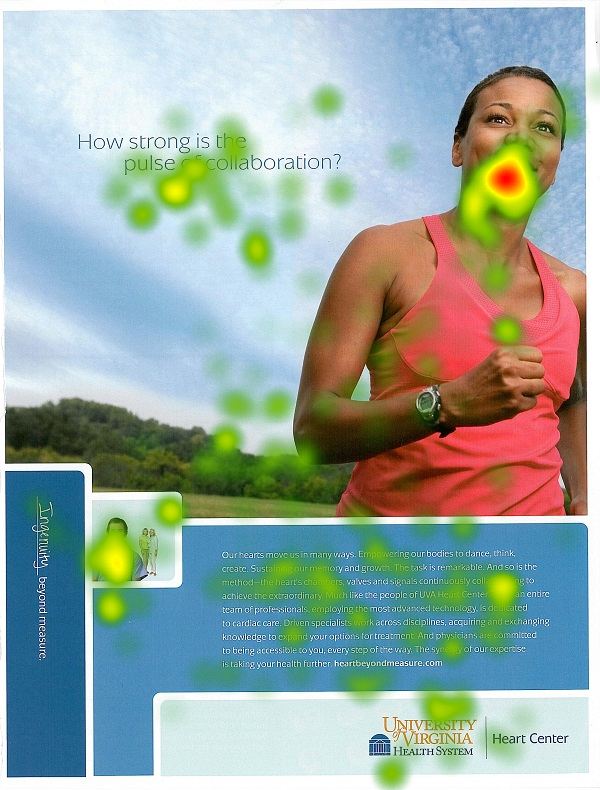 How strong is the
pulse of collaboration?
Ingenuity beyond measure.
Our hearts move us in many ways. Empowering our bodies to dance, think,
create. Sustaining our memory and growth. The task is remarkable. And so is the
method—the heart's chambers, valves and signals continuously to
achieve the extraordinary. Much like the people of UVA Heart an entire
team of professionals, employing the most advanced technology, is dedicated
to cardiac care. Driven specialists work across disciplines, acquiring and exchanging
knowledge to expand your options for treatment. And physicians are committed
to being accessible to you, every step of the way. The synergy of our expertise
is taking your health further. heartbeyondmeasure.com
UNIVERSITY
of VIRGINIA
HEALTH SYSTEM
Heart Center